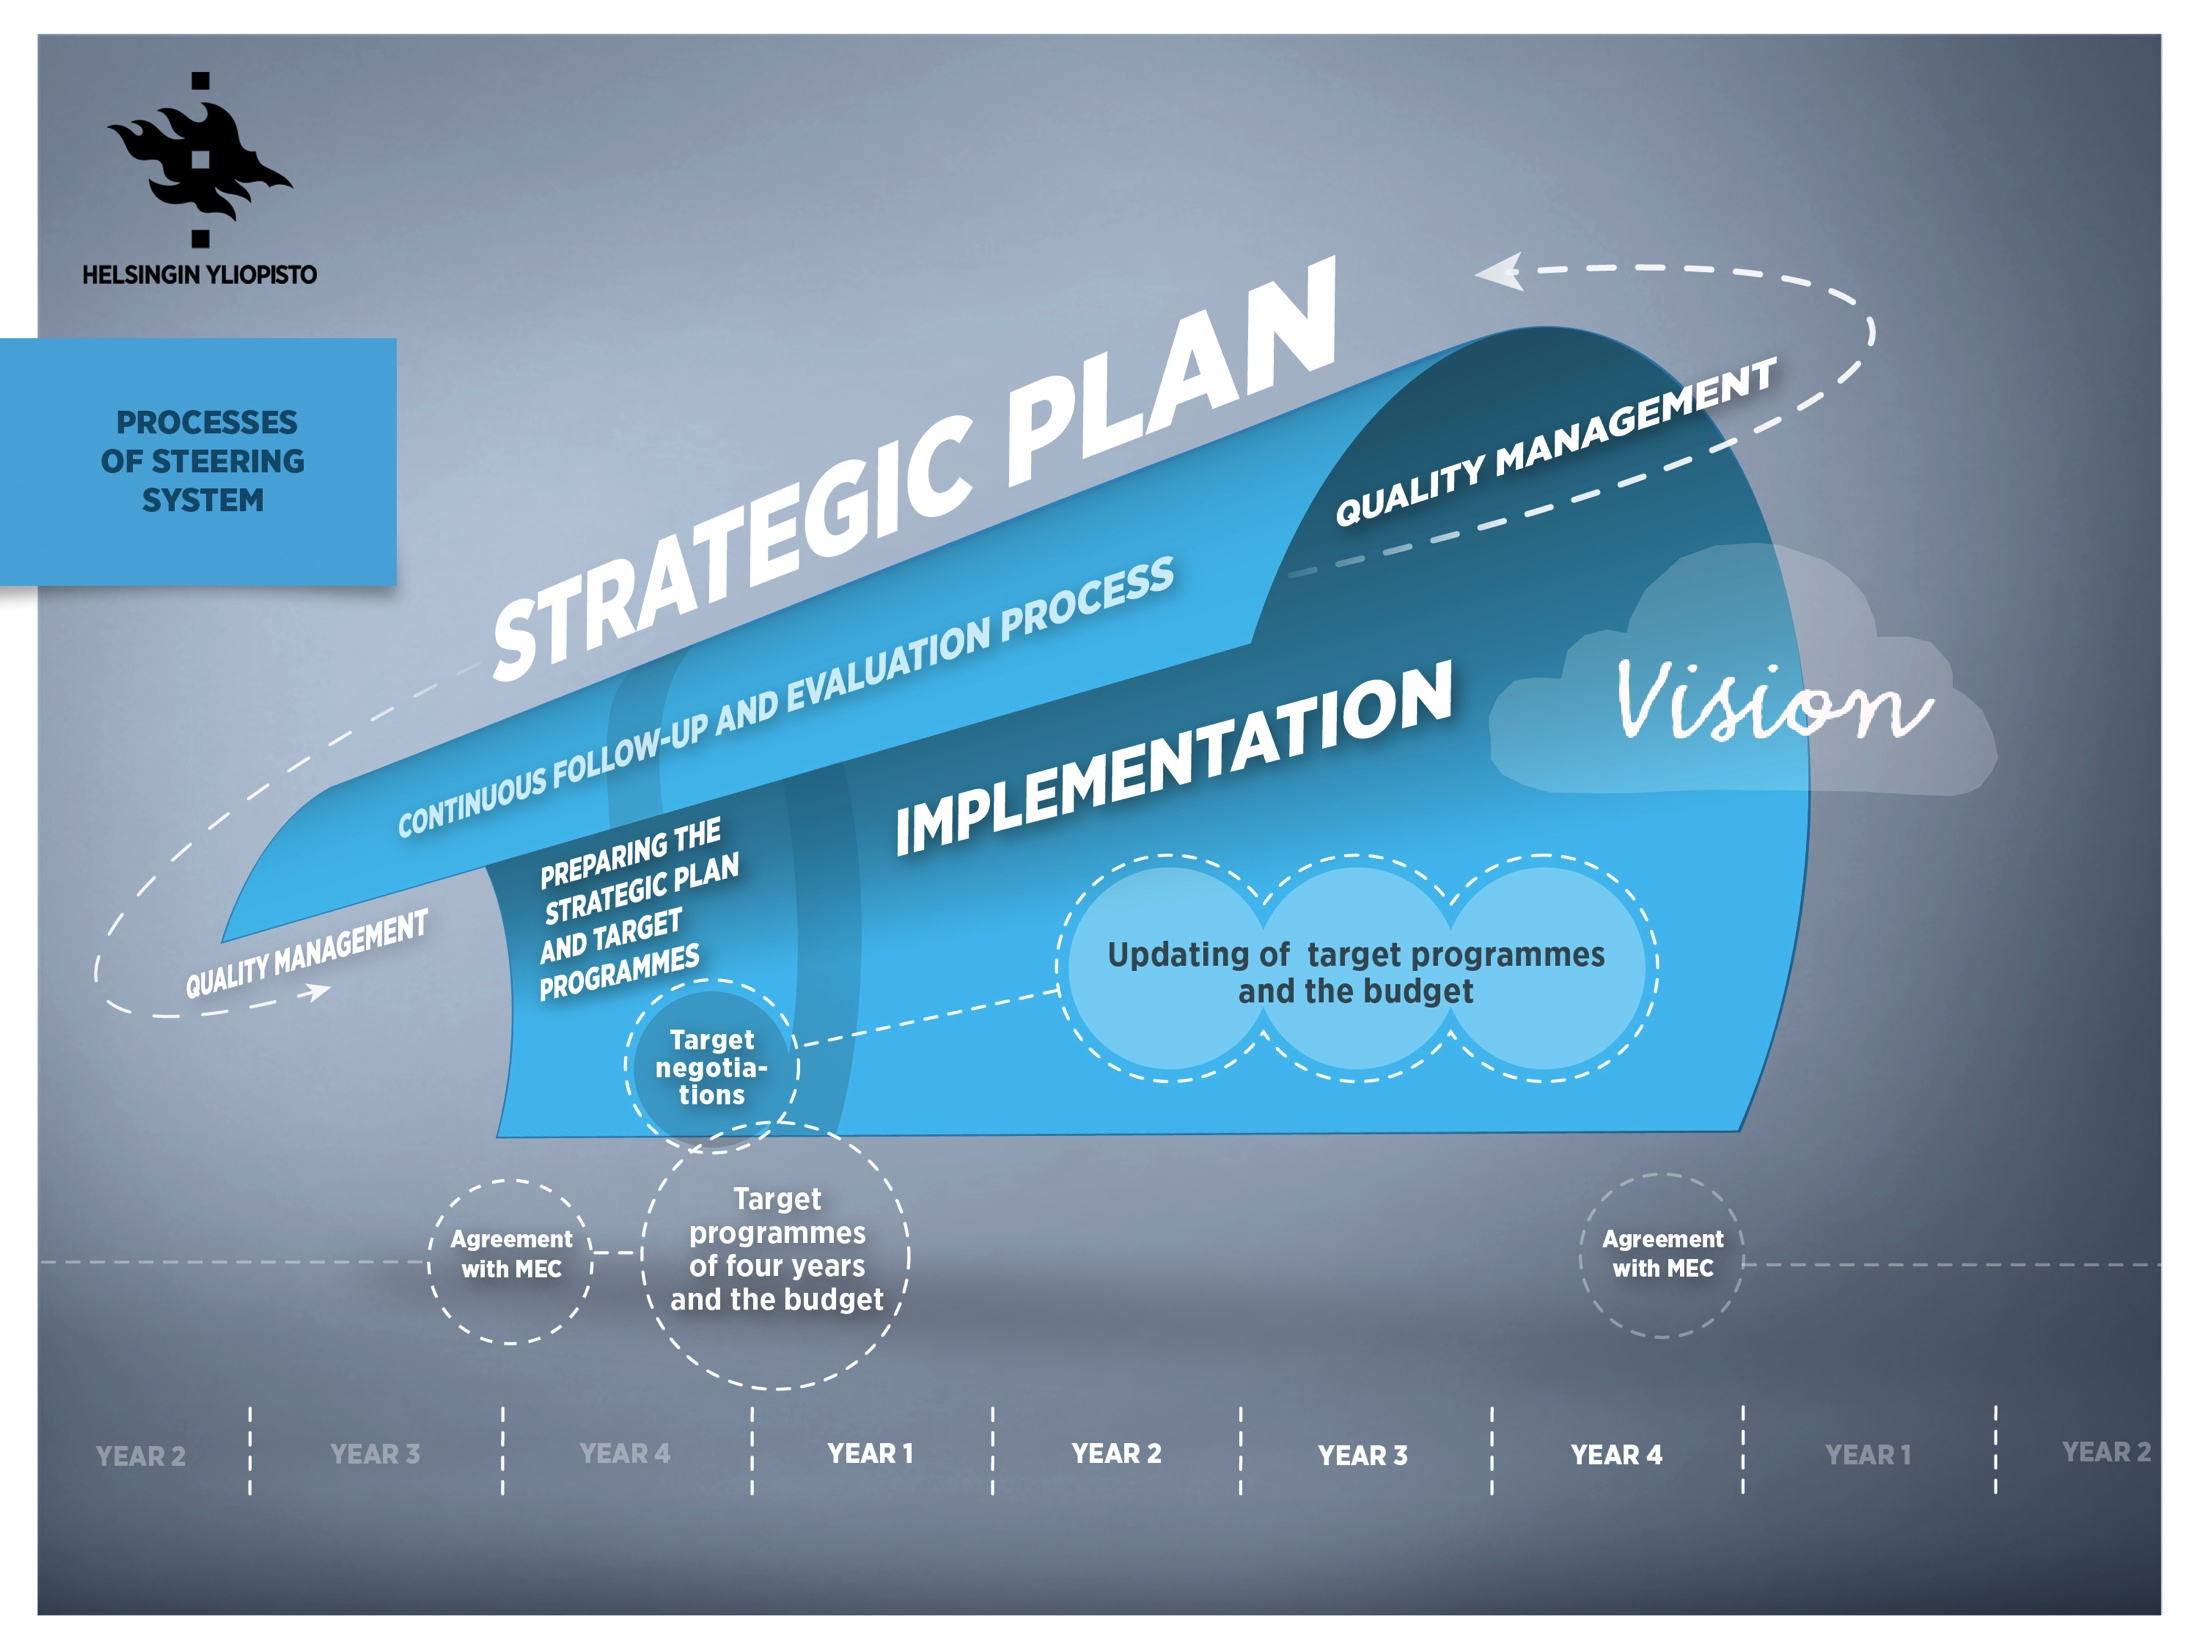 HELSINGIN YLIOPISTO
PROCESSES
OF STEERING
SYSTEM
STRATEGIC PLAN
QUALITY MANAGEMENT
CONTINUOUS FOLLOW-UP AND EVALUATION PROCESS
Vision
IMPLEMENTATION
PREPARING THE
STRATEGIC PLAN
AND TARGET
PROGRAMMES
QUALITY MANAGEMENT
Updating of target programmes
and the budget
Target
negotia-
tions
Agreement
with MEC
Target
programmes
of four years
and the budget
Agreement
with MEC
YEAR 2
YEAR 3
YEAR 4
YEAR 1
YEAR 2
YEAR 3
YEAR 4
YEAR 1
YEAR 2